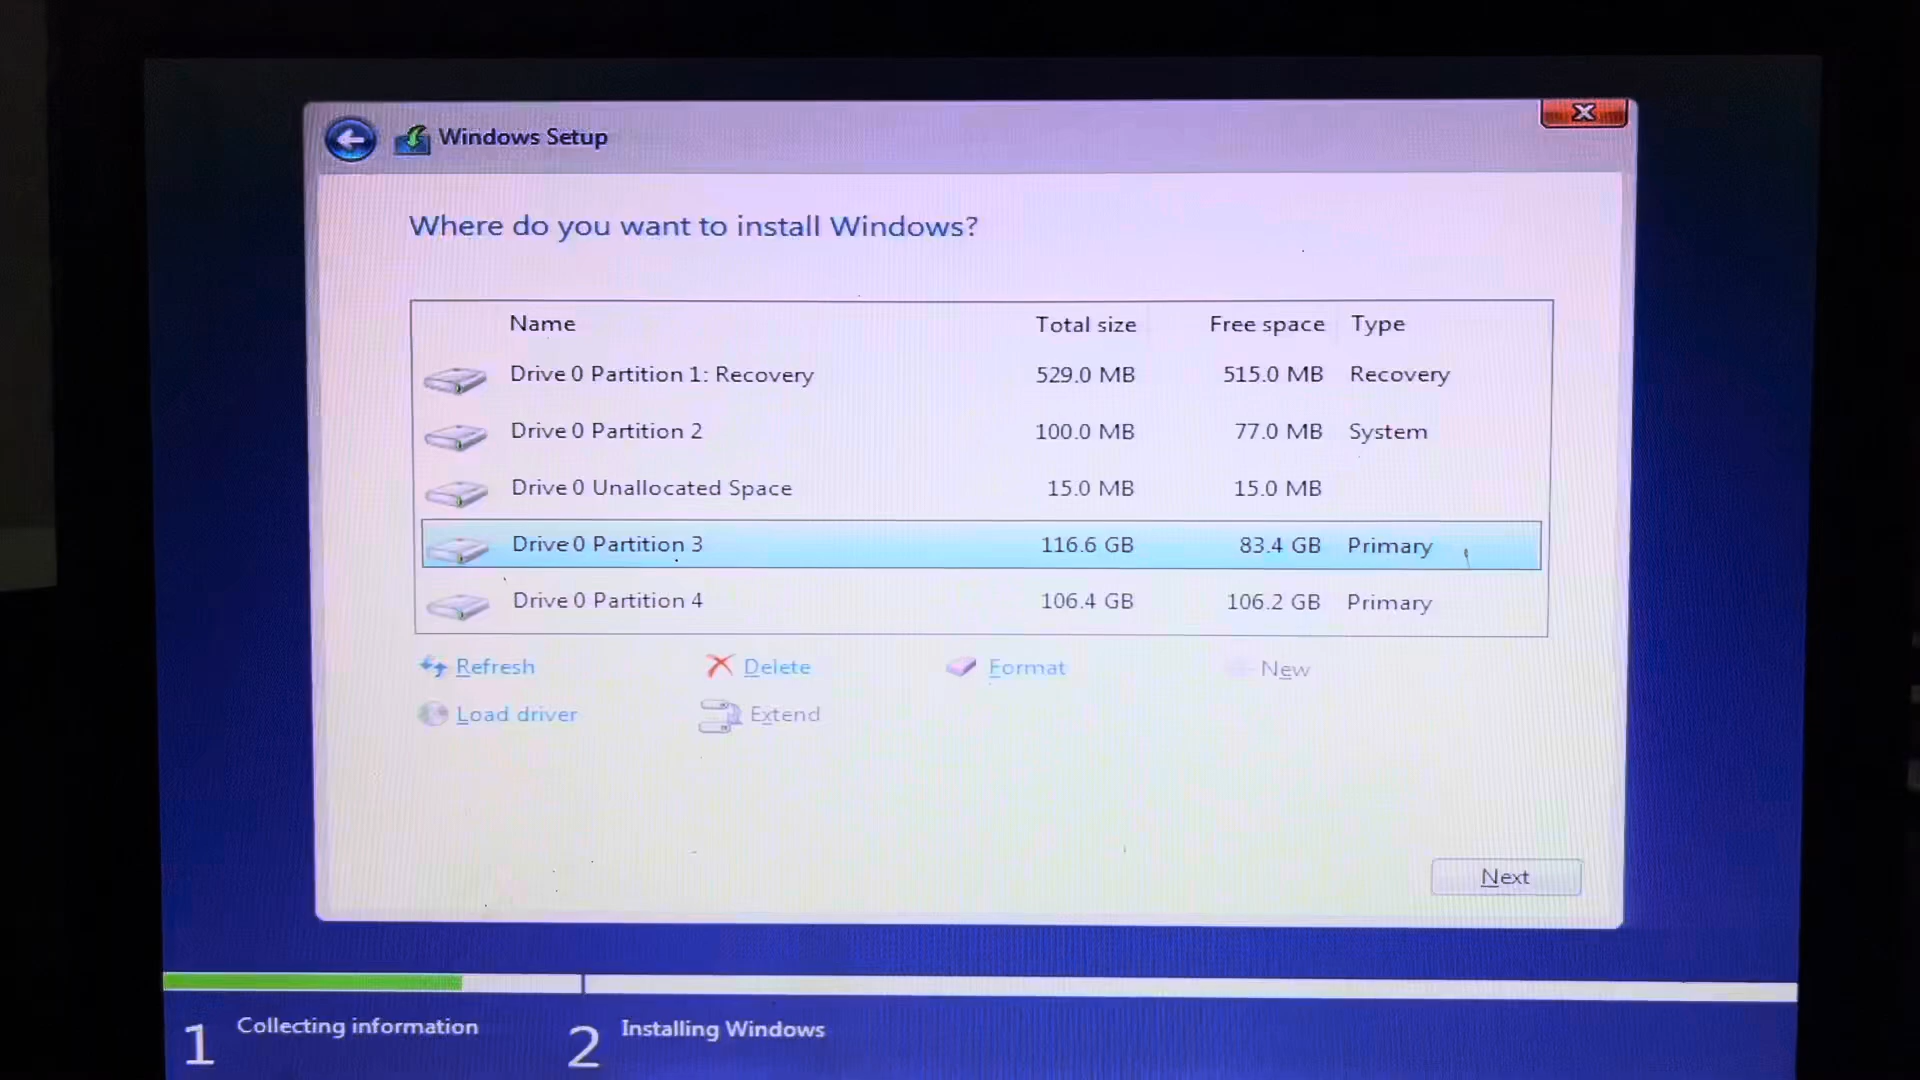 Windows Setup
Where do you want to install Windows?
Name Total size Free space Type
Drive 0 Partition 1: Recovery 529.0 MB 515.0 MB Recovery
Drive 0 Partition 2 100.0 MB 77.0 MB System
Drive 0 Unallocated Space 15.0 MB 15.0 MB
Drive 0 Partition 3 116.6 GB 83.4 GB Primary
Drive 0 Partition 4 106.4 GB 106.2 GB Primary
Refresh Delete Format New
Load driver Extend
Next
1 Collecting information 2 Installing Windows